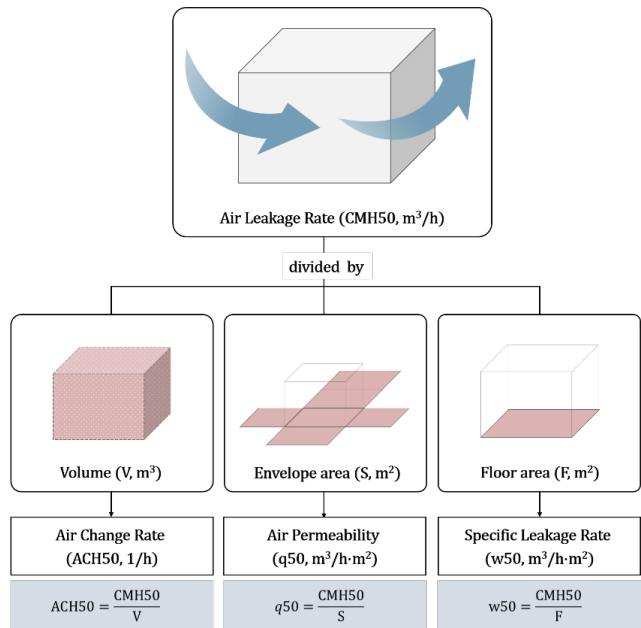 Air Leakage Rate (CMH50, m³/h)
divided by
Volume (V, m³)
Envelope area (S, m²)
Floor area (F, m²)
Air Change Rate
(ACH50, 1/h)
Air Permeability
(q50, m³/h·m²)
Specific Leakage Rate
(w50, m³/h·m²)
ACH50 = CMH50/V
q50 = CMH50/S
w50 = CMH50/F